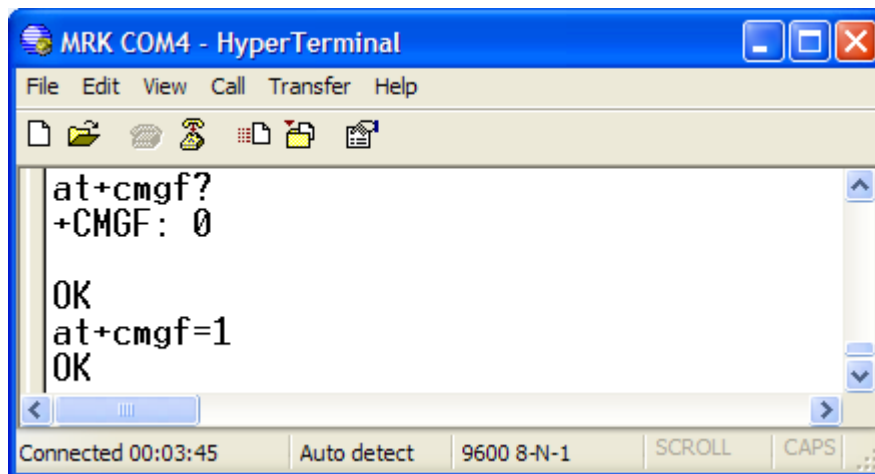 MRK COM4 - HyperTerminal
File Edit View Call Transfer Help
at+cmgf?
+CMGF: 0
OK
at+cmgf=1
OK
Connected 00:03:45 Auto detect 9600 8-N-1 SCROLL CAPS